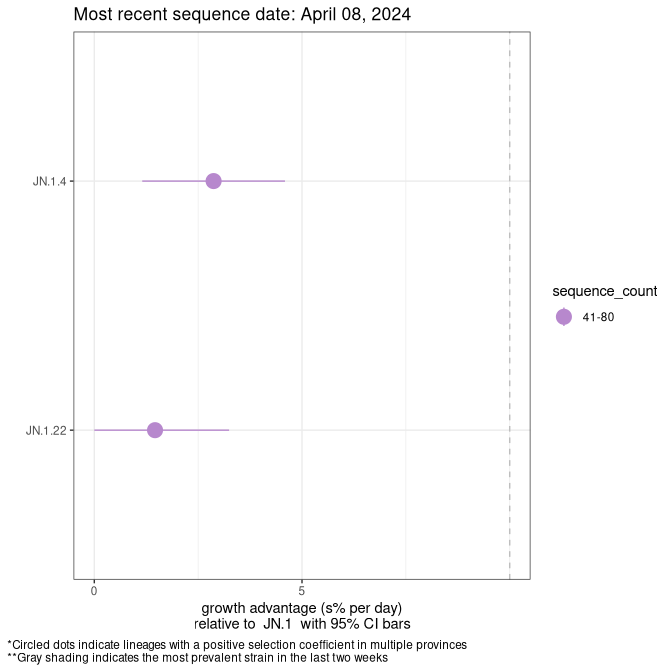 Most recent sequence date: April 08, 2024
JN.1.4
JN.1.22
0
5
growth advantage (s% per day)
relative to  JN.1  with 95% CI bars
sequence_count
41-80
*Circled dots indicate lineages with a positive selection coefficient in multiple provinces
**Gray shading indicates the most prevalent strain in the last two weeks